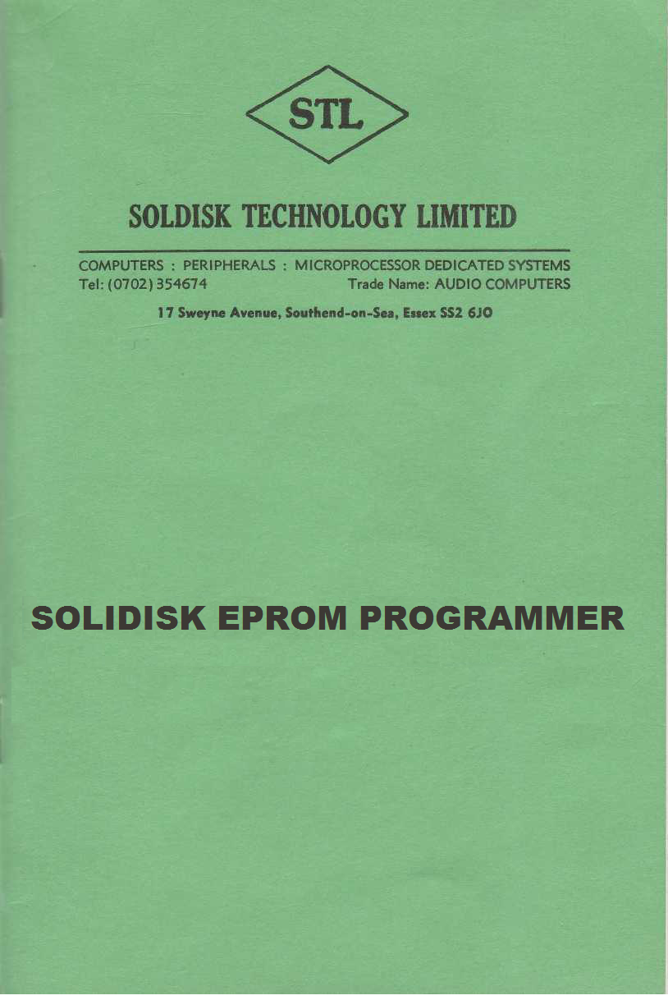 STL
SOLDISK TECHNOLOGY LIMITED
COMPUTERS : PERIPHERALS : MICROPROCESSOR DEDICATED SYSTEMS
Tel: (0702) 354674 Trade Name: AUDIO COMPUTERS
17 Sweyne Avenue, Southend-on-Sea, Essex SS2 6JO
SOLIDISK EPROM PROGRAMMER